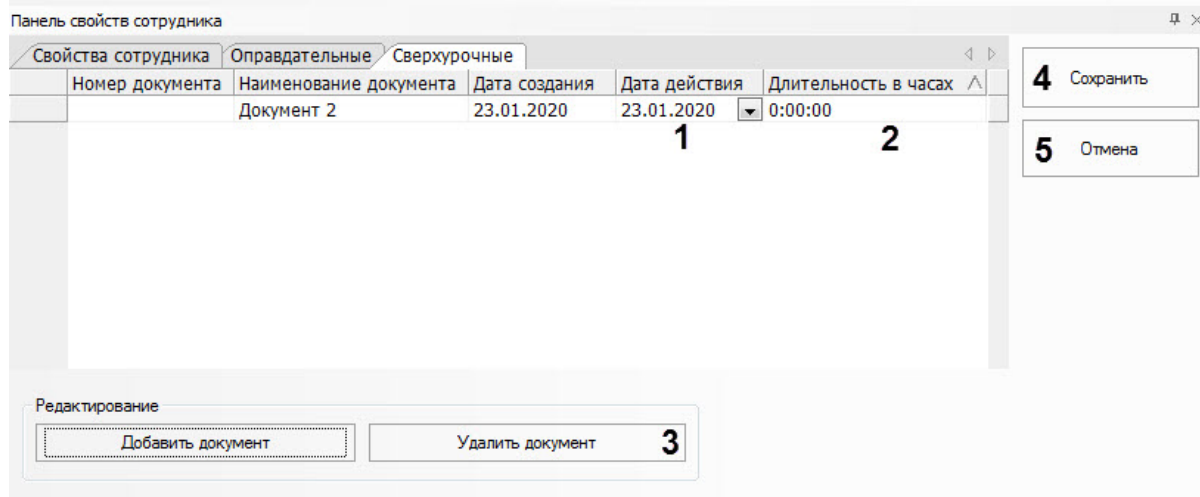 Панель свойств сотрудника
Свойства сотрудника Оправдательные Сверхурочные
Номер документа Наименование документа Дата создания Дата действия Длительность в часах
Документ 2 23.01.2020 23.01.2020 0:00:00
1 2
4 Сохранить
5 Отмена
Редактирование
Добавить документ Удалить документ 3